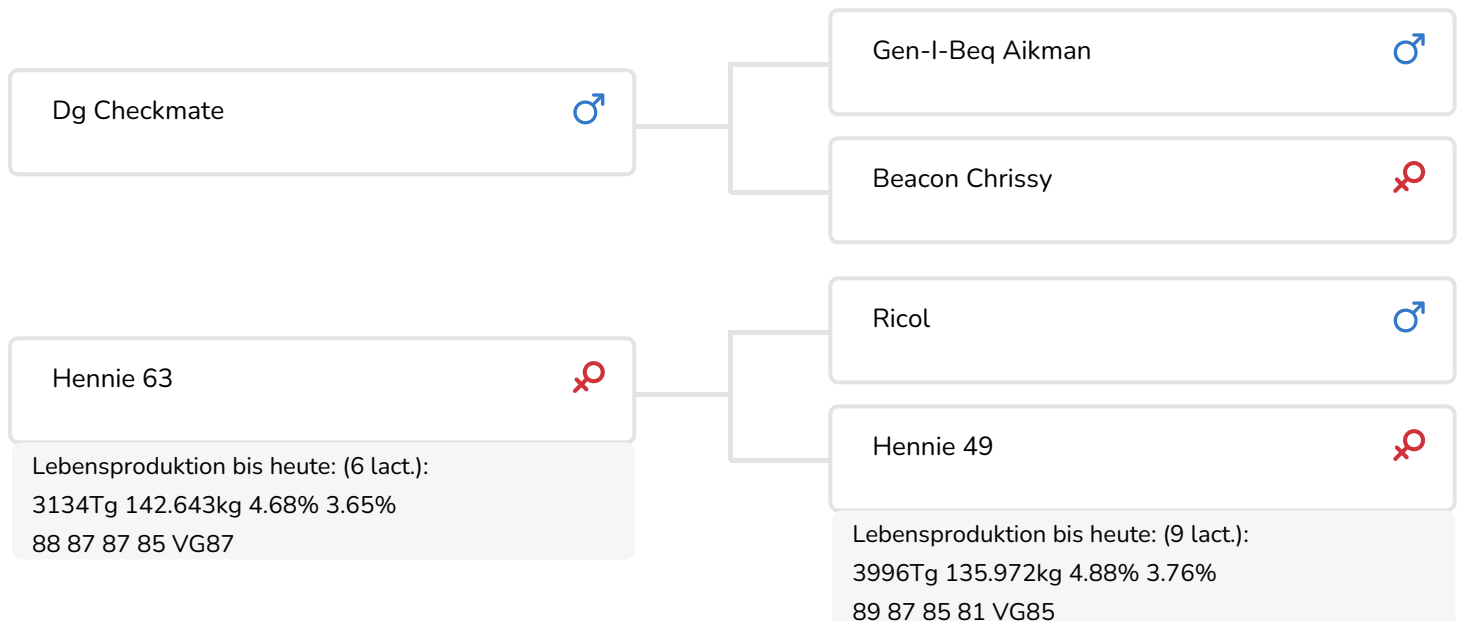 Dg Checkmate
Gen-I-Beq Aikman
Beacon Chrissy
Hennie 63
Lebensproduktion bis heute: (6 lact.):
3134Tg 142.643kg 4.68% 3.65%
88 87 87 85 VG87
Ricol
Hennie 49
Lebensproduktion bis heute: (9 lact.):
3996Tg 135.972kg 4.88% 3.76%
89 87 85 81 VG85